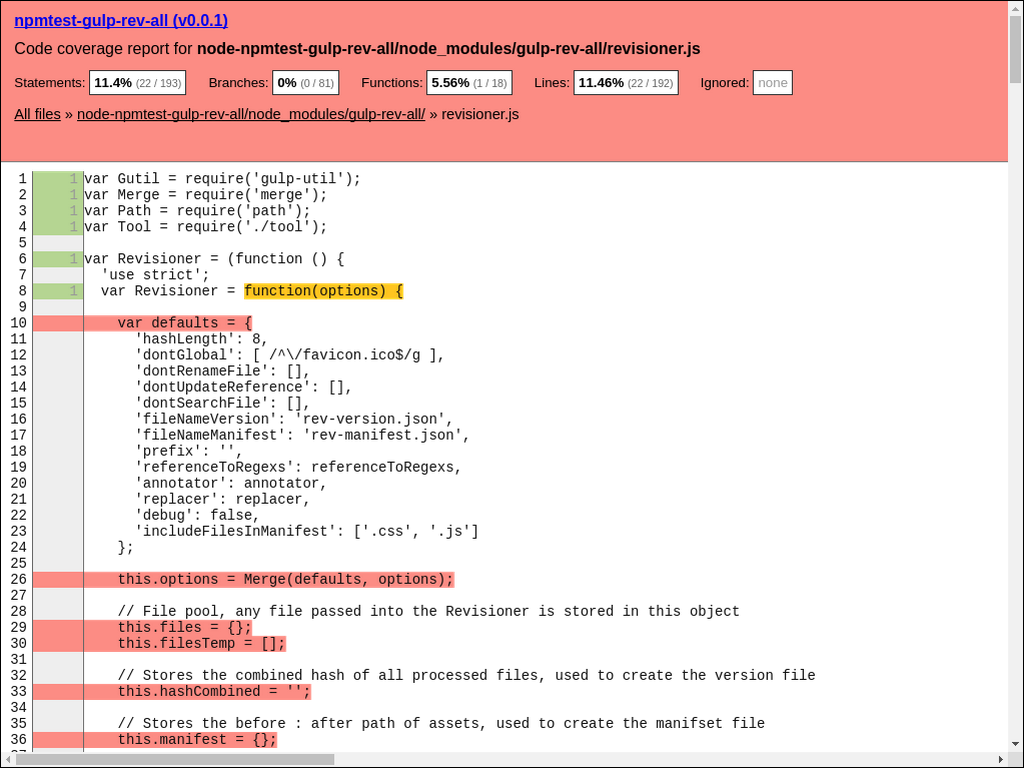 npmtest-gulp-rev-all (v0.0.1)
Code coverage report for node-npmtest-gulp-rev-all/node_modules/gulp-rev-all/revisioner.js
Statements: 11.4% (22 / 193) Branches: 0% (0 / 81) Functions: 5.56% (1 / 18) Lines: 11.46% (22 / 192) Ignored: none
All files » node-npmtest-gulp-rev-all/node_modules/gulp-rev-all/ » revisioner.js
1 1 var Gutil = require('gulp-util');
2 1 var Merge = require('merge');
3 1 var Path = require('path');
4 1 var Tool = require('./tool');
5
6 1 var Revisioner = (function () {
7 'use strict';
8 1 var Revisioner = function(options) {
9
10 var defaults = {
11 'hashLength': 8,
12 'dontGlobal': [ /^\/favicon.ico$/g ],
13 'dontRenameFile': [],
14 'dontUpdateReference': [],
15 'dontSearchFile': [],
16 'fileNameVersion': 'rev-version.json',
17 'fileNameManifest': 'rev-manifest.json',
18 'prefix': '',
19 'referenceToRegexs': referenceToRegexs,
20 'annotator': annotator,
21 'replacer': replacer,
22 'debug': false,
23 'includeFilesInManifest': ['.css', '.js']
24 };
25
26 this.options = Merge(defaults, options);
27
28 // File pool, any file passed into the Revisioner is stored in this object
29 this.files = {};
30 this.filesTemp = [];
31
32 // Stores the combined hash of all processed files, used to create the version file
33 this.hashCombined = '';
34
35 // Stores the before : after path of assets, used to create the manifset file
36 this.manifest = {};